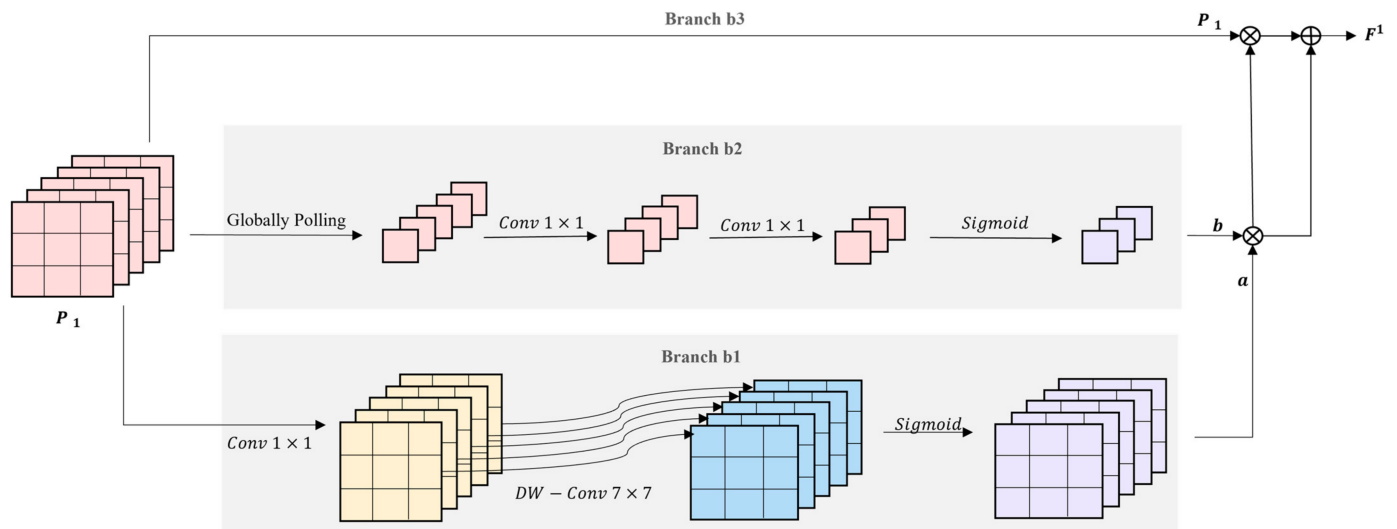 Branch b3
P 1
F¹
Branch b2
Globally Polling
Conv 1 × 1
Conv 1 × 1
Sigmoid
b
a
P 1
Branch b1
Conv 1 × 1
DW − Conv 7 × 7
Sigmoid